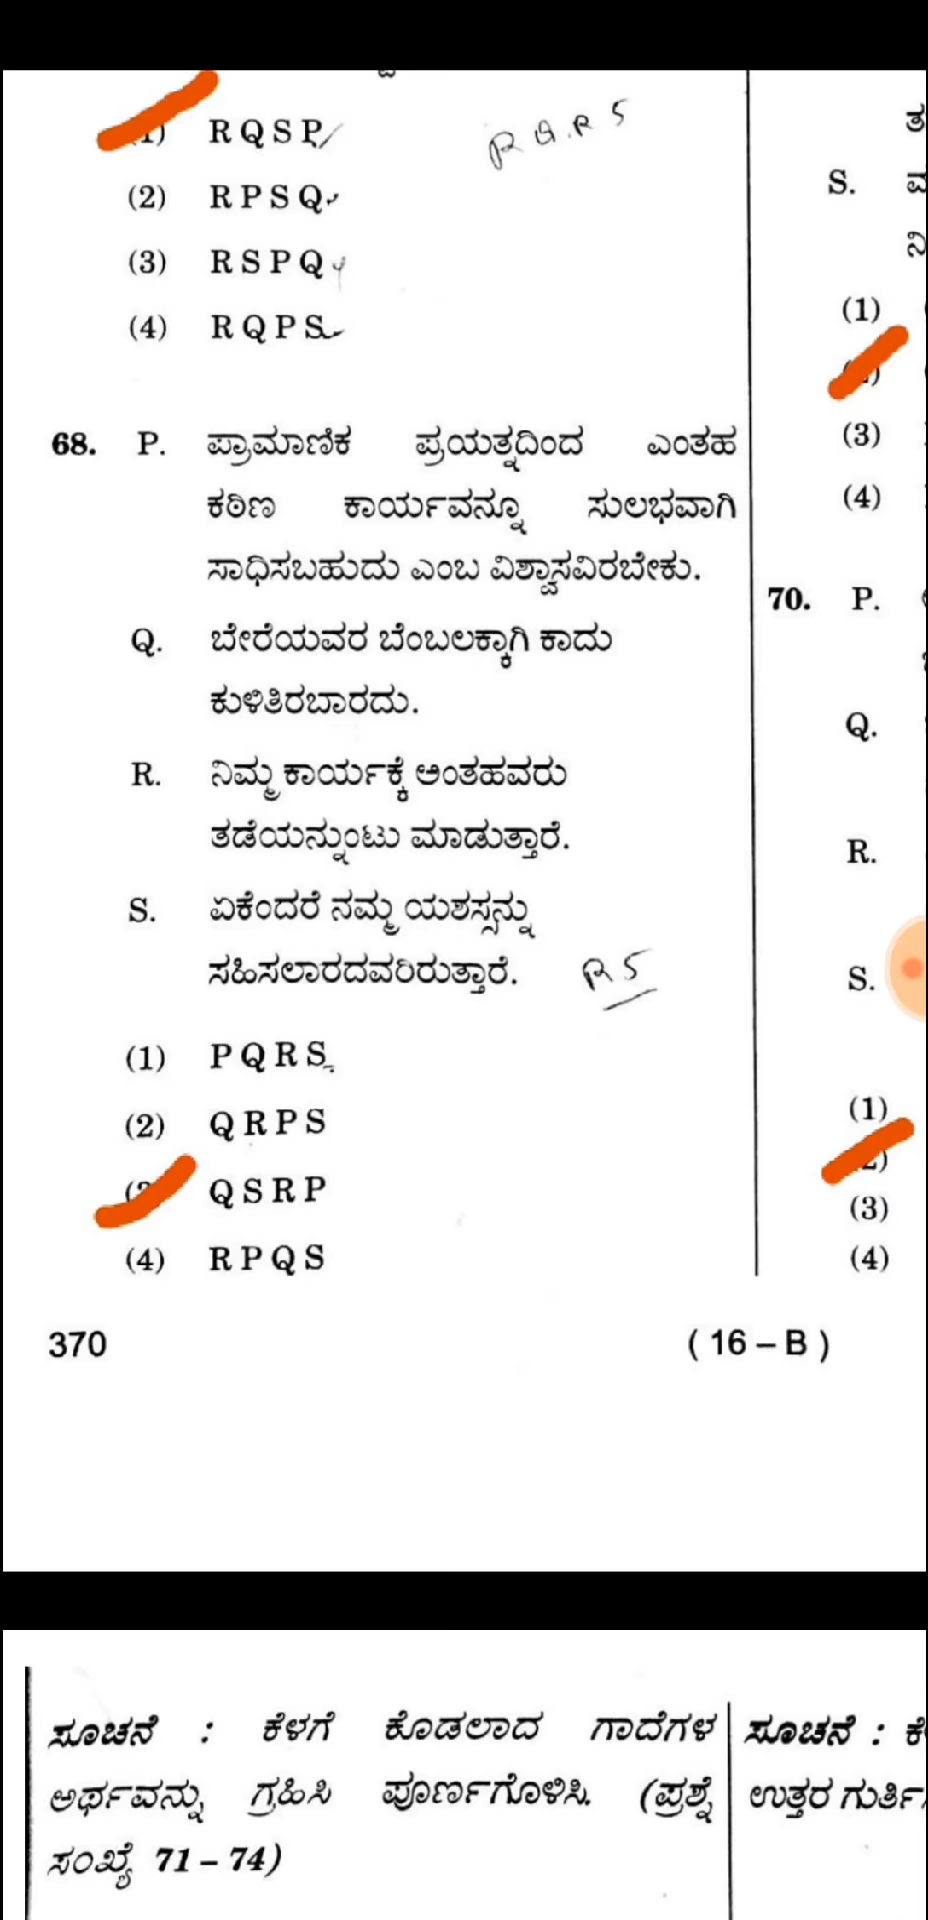 (1) R Q S P
R Q. R S
(2) R P S Q
(3) R S P Q
(4) R Q P S
68. P. ಪ್ರಾಮಾಣಿಕ ಪ್ರಯತ್ನದಿಂದ ಎಂತಹ
ಕಠಿಣ ಕಾರ್ಯವನ್ನೂ ಸುಲಭವಾಗಿ
ಸಾಧಿಸಬಹುದು ಎಂಬ ವಿಶ್ವಾಸವಿರಬೇಕು.
Q. ಬೇರೆಯವರ ಬೆಂಬಲಕ್ಕಾಗಿ ಕಾದು
ಕುಳಿತಿರಬಾರದು.
R. ನಿಮ್ಮ ಕಾರ್ಯಕ್ಕೆ ಅಂತಹವರು
ತಡೆಯನ್ನುಂಟು ಮಾಡುತ್ತಾರೆ.
S. ಏಕೆಂದರೆ ನಮ್ಮ ಯಶಸ್ಸನ್ನು
ಸಹಿಸಲಾರದವರಿರುತ್ತಾರೆ.
R S
(1) P Q R S
(2) Q R P S
Q S R P
(4) R P Q S
370
S.
(1)
(3)
(4)
70. P.
Q.
R.
S.
(1)
(3)
(4)
( 16 – B )
ಸೂಚನೆ : ಕೆಳಗೆ ಕೊಡಲಾದ ಗಾದೆಗಳ
ಅರ್ಥವನ್ನು ಗ್ರಹಿಸಿ ಪೂರ್ಣಗೊಳಿಸಿ. (ಪ್ರಶ್ನೆ
ಸಂಖ್ಯೆ 71 – 74)
ಸೂಚನೆ :
ಉತ್ತರ